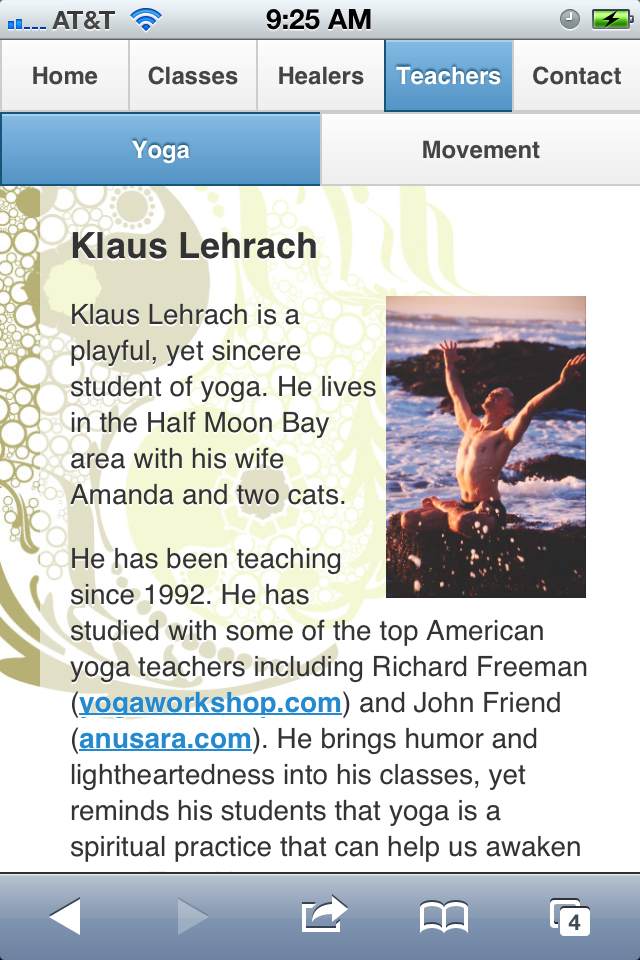 AT&T 9:25 AM
Home Classes Healers Teachers Contact
Yoga Movement
Klaus Lehrach
Klaus Lehrach is a
playful, yet sincere
student of yoga. He lives
in the Half Moon Bay
area with his wife
Amanda and two cats.
He has been teaching
since 1992. He has
studied with some of the top American
yoga teachers including Richard Freeman
(yogaworkshop.com) and John Friend
(anusara.com). He brings humor and
lightheartedness into his classes, yet
reminds his students that yoga is a
spiritual practice that can help us awaken
4